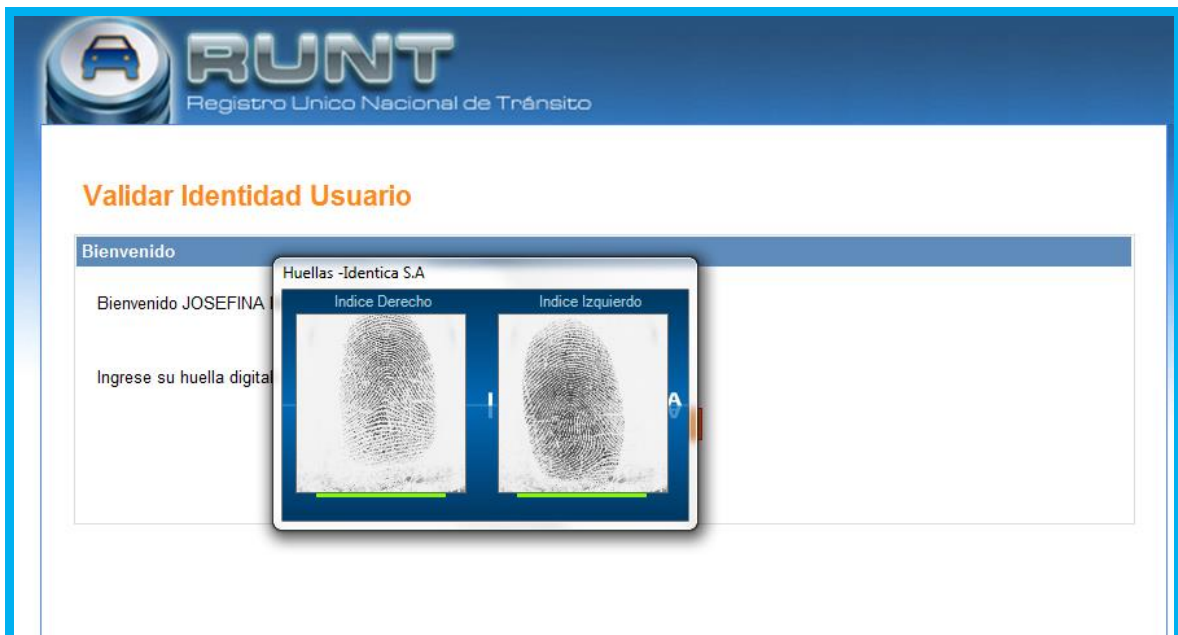 RUNT
Registro Unico Nacional de Tránsito
Validar Identidad Usuario
Bienvenido
Huellas -Identica S.A
Bienvenido JOSEFINA
Indice Derecho
Indice Izquierdo
Ingrese su huella digital
I
A